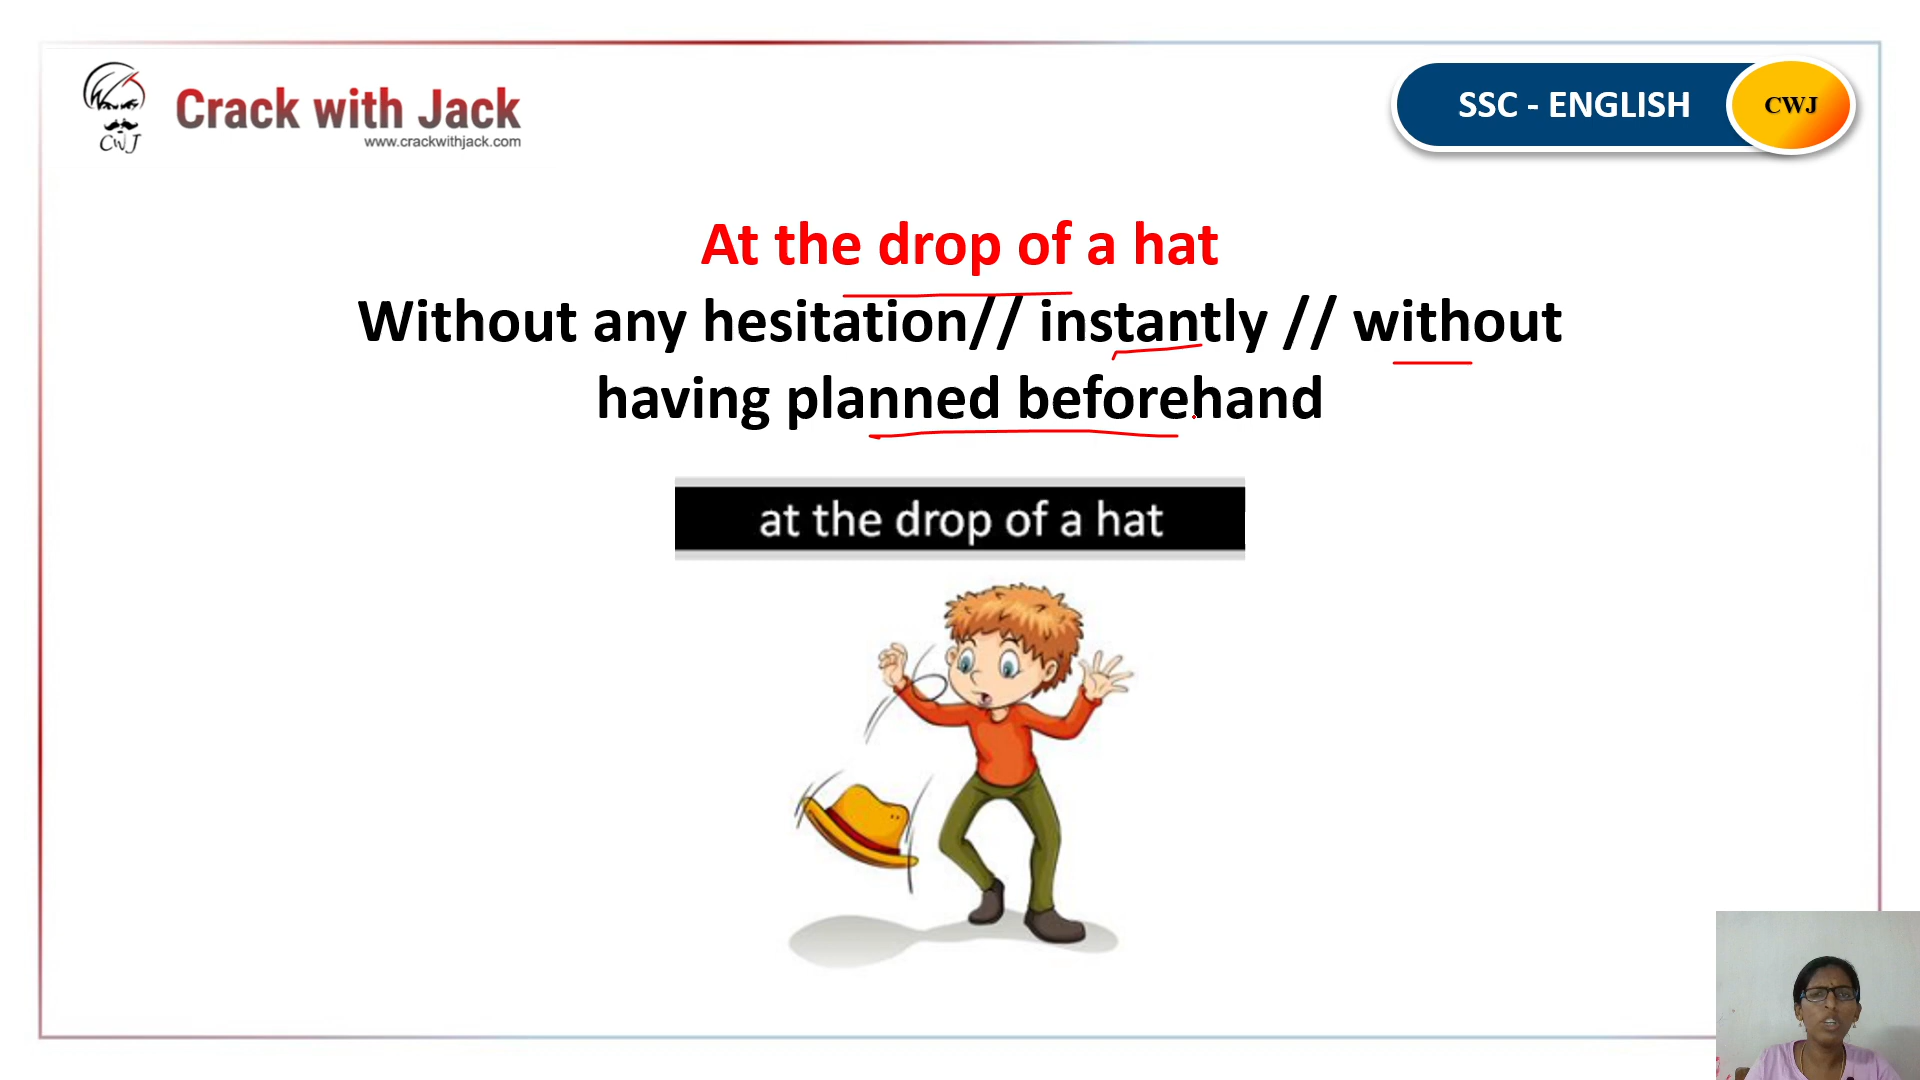 CWJ
Crack with Jack
www.crackwithjack.com
SSC - ENGLISH
CWJ
At the drop of a hat
Without any hesitation// instantly // without
having planned beforehand
at the drop of a hat